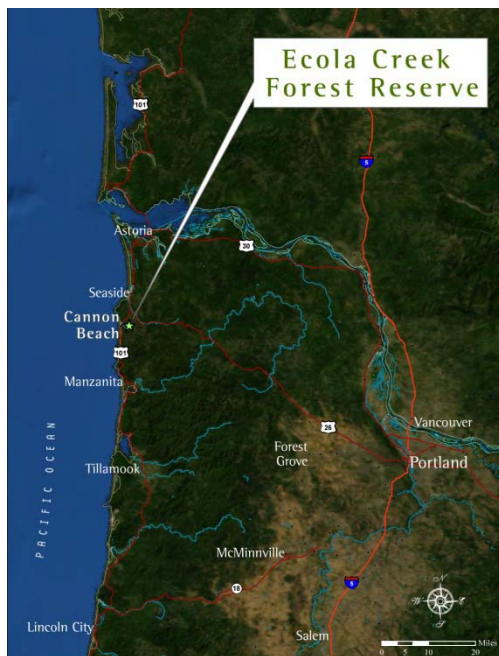 Ecola Creek
Forest Reserve
101
5
Astoria
30
Seaside
Cannon
Beach
101
Manzanita
26
Vancouver
Forest
Grove
Portland
Tillamook
PACIFIC OCEAN
McMinnville
18
5
N
S
Lincoln City
Salem
0
10
20
Miles